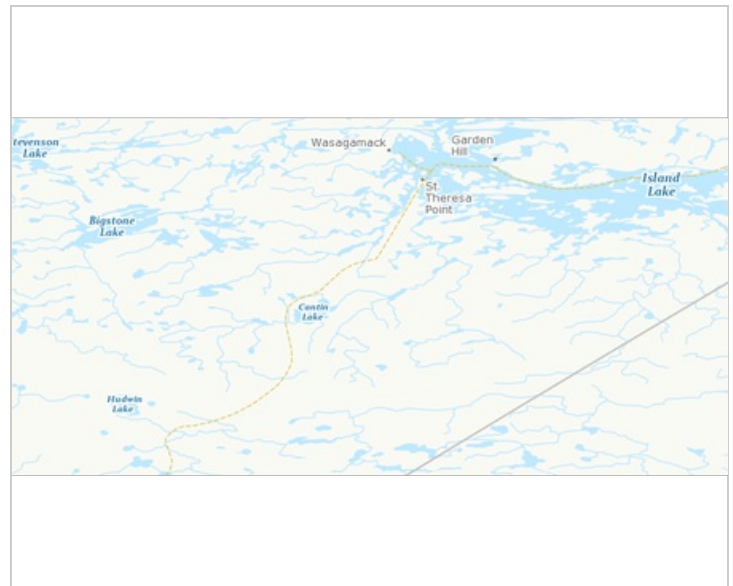 tevenson
Lake
Wasagamack
Garden
Hill
Island
Lake
St
Theresa
Point
Bigstone
Lake
Cantin
Lake
Hudwin
Lake